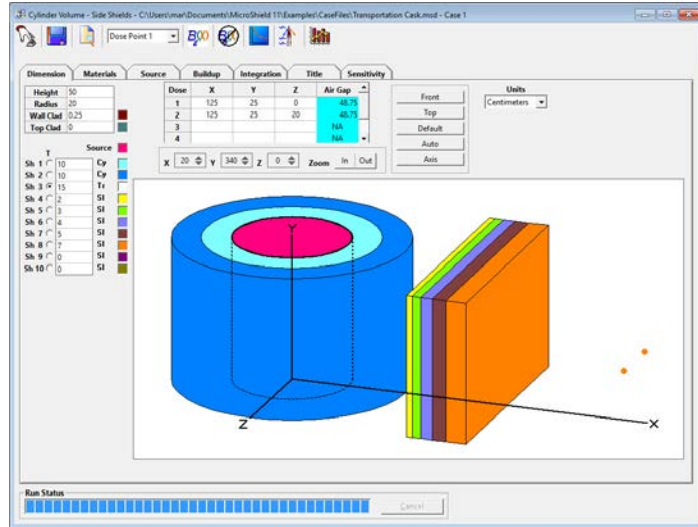 Cylinder Volume - Side Shields - C:\Users\mar\Documents\MicroShield 11\Examples\CaseFiles\Transportation Cask.msd - Case 1
Dose Point 1
Dimension Materials Source Buildup Integration Title Sensitivity
Height 50
Radius 20
Wall Clad 0.25
Top Clad 0
Dose X Y Z Air Gap
1 125 25 0 48.75
2 125 25 20 48.75
3 NA
4 NA
Front
Top
Default
Auto
Axis
Units
Centimeters
X 20 Y 340 Z 0 Zoom In Out
T Source
Sh 1 10 Cy
Sh 2 10 Cy
Sh 3 15 Tr
Sh 4 2 Sl
Sh 5 3 Sl
Sh 6 4 Sl
Sh 7 5 Sl
Sh 8 7 Sl
Sh 9 0 Sl
Sh 10 0 Sl
Y
Z
X
Run Status
Cancel